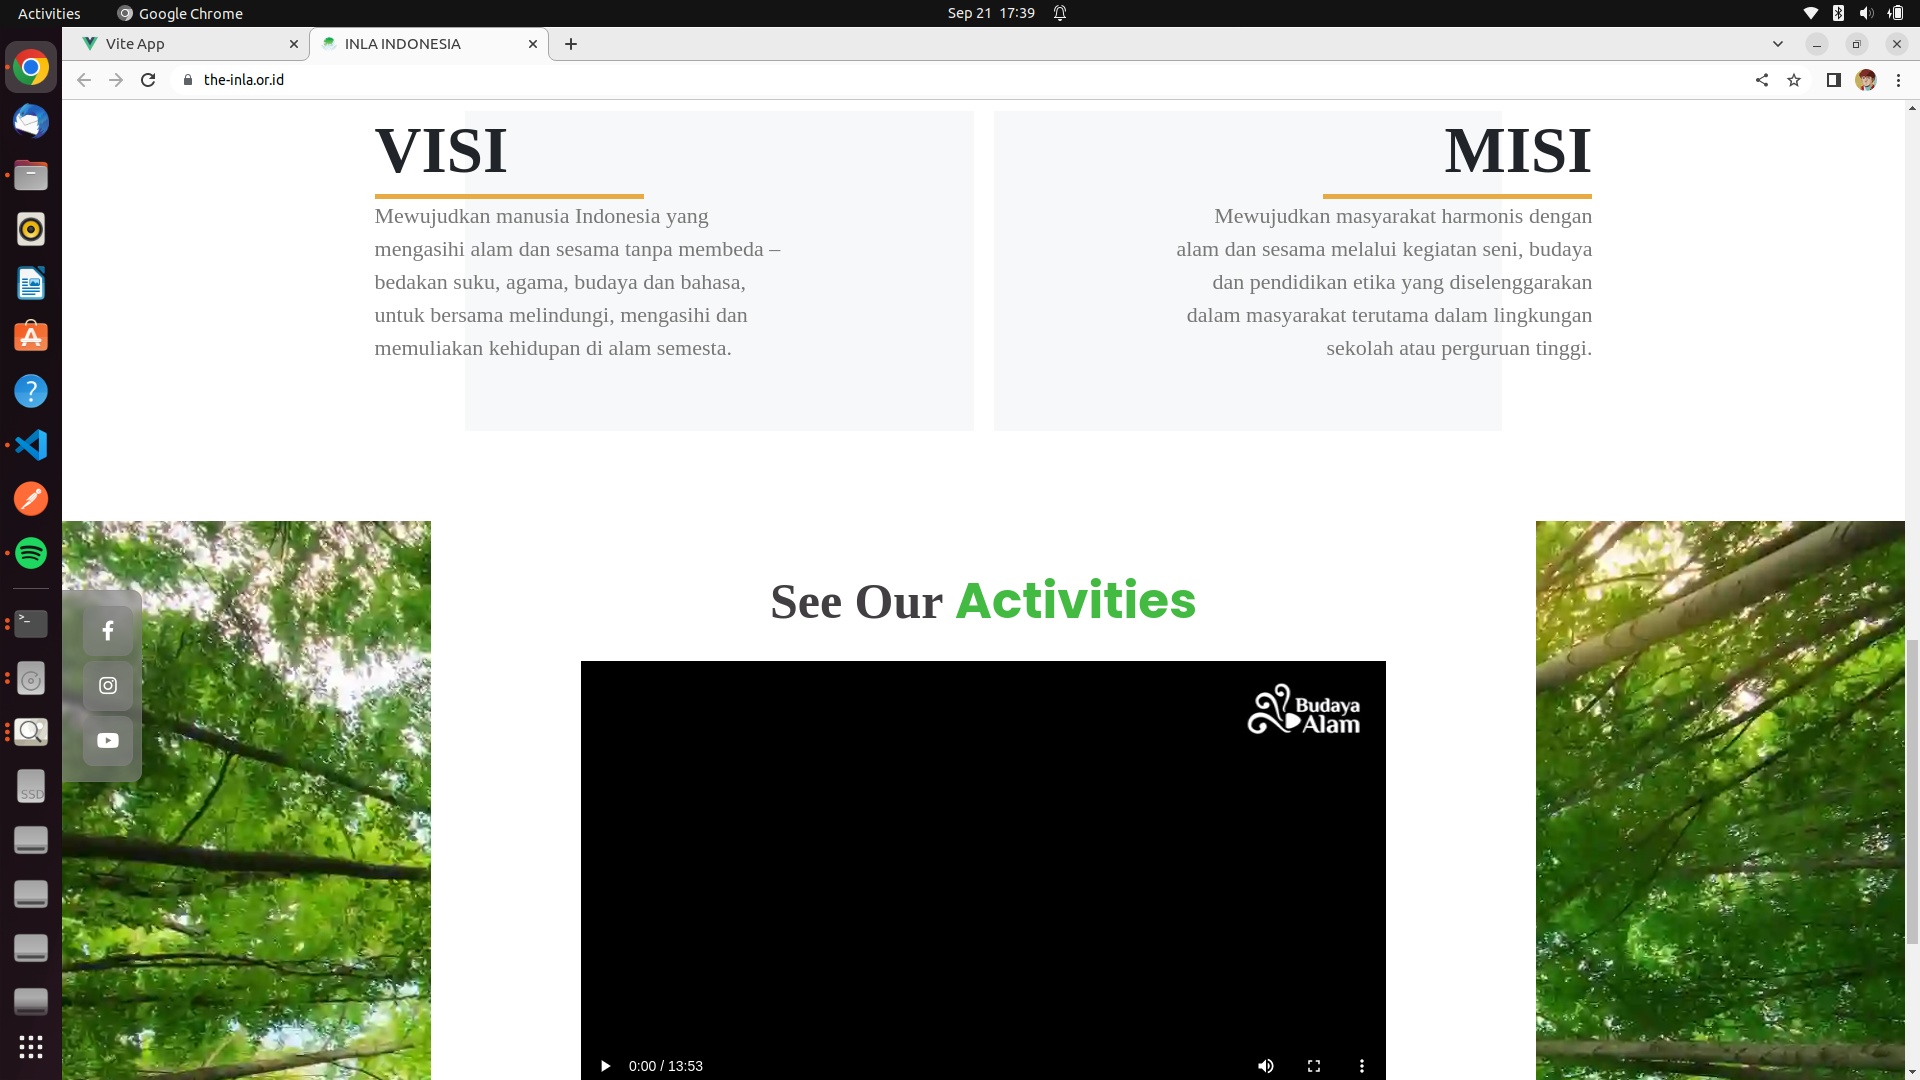 Activities
Google Chrome
Sep 21 17:39
Vite App
INLA INDONESIA
the-inla.or.id
VISI
Mewujudkan manusia Indonesia yang
mengasihi alam dan sesama tanpa membeda –
bedakan suku, agama, budaya dan bahasa,
untuk bersama melindungi, mengasihi dan
memuliakan kehidupan di alam semesta.
MISI
Mewujudkan masyarakat harmonis dengan
alam dan sesama melalui kegiatan seni, budaya
dan pendidikan etika yang diselenggarakan
dalam masyarakat terutama dalam lingkungan
sekolah atau perguruan tinggi.
See Our Activities
Budaya
Alam
SSD
0:00 / 13:53